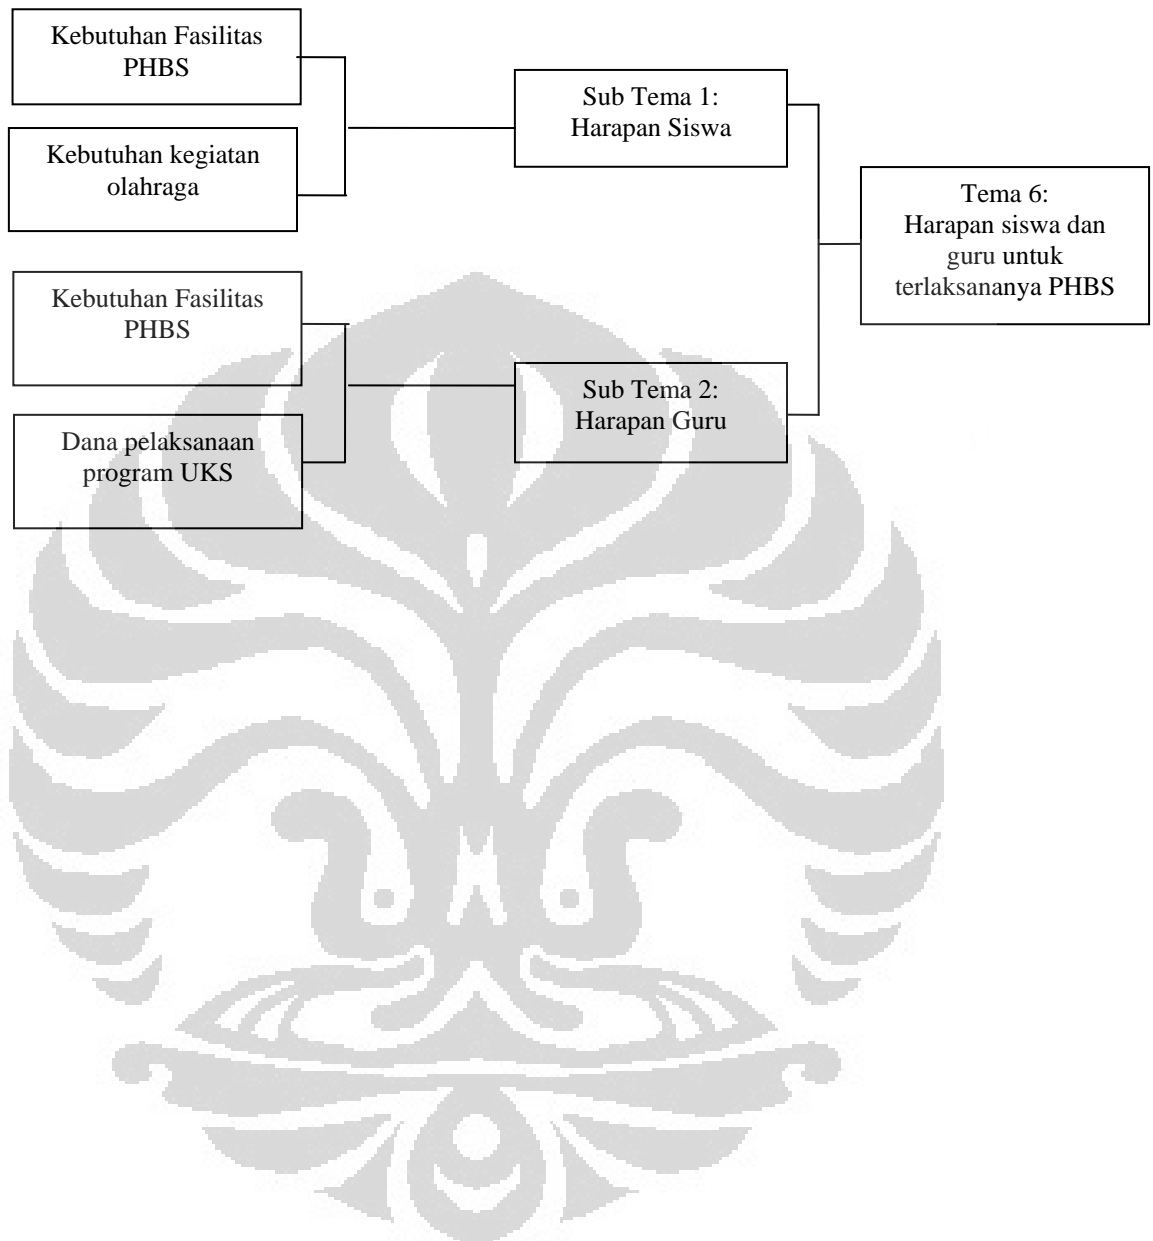 Kebutuhan Fasilitas
PHBS
Kebutuhan kegiatan
olahraga
Sub Tema 1:
Harapan Siswa
Kebutuhan Fasilitas
PHBS
Dana pelaksanaan
program UKS
Sub Tema 2:
Harapan Guru
Tema 6:
Harapan siswa dan
guru untuk
terlaksananya PHBS